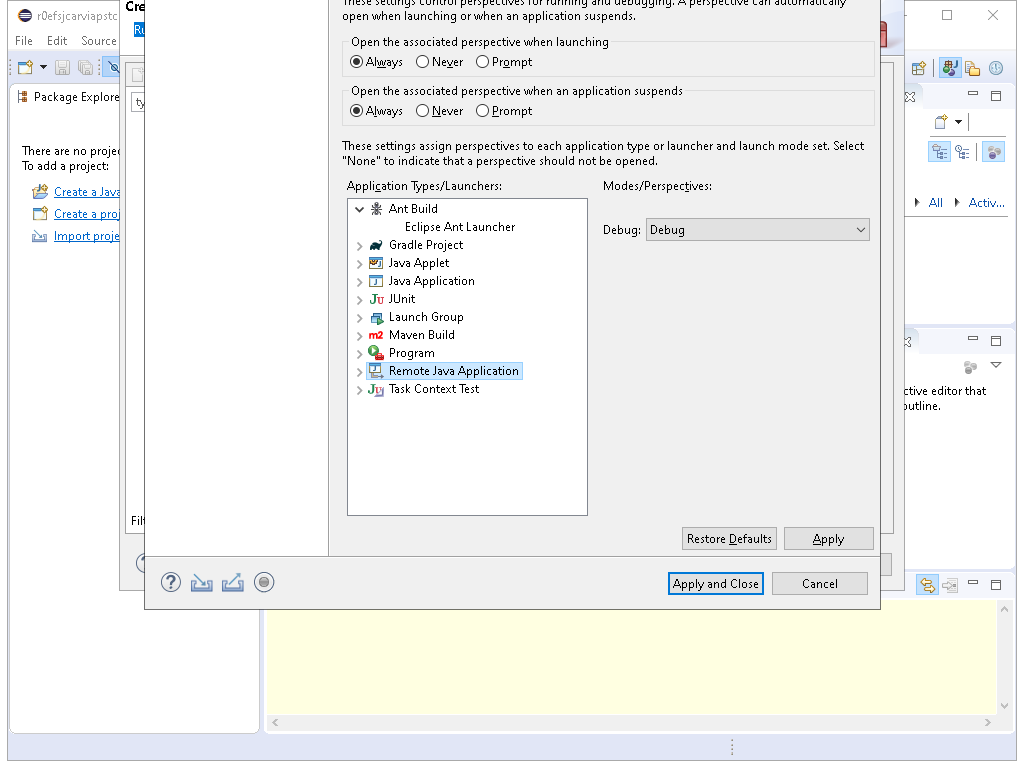 r0efsjcarviapstc
Cre
Ru
File Edit Source
Package Explore
ty
There are no proje
To add a project:
Create a Java
Create a proj
Import proje
Filt
These settings control perspectives for running and debugging. A perspective can automatically
open when launching or when an application suspends.
Open the associated perspective when launching
Always Never Prompt
Open the associated perspective when an application suspends
Always Never Prompt
These settings assign perspectives to each application type or launcher and launch mode set. Select
"None" to indicate that a perspective should not be opened.
Application Types/Launchers:
Modes/Perspectives:
Ant Build
Eclipse Ant Launcher
Gradle Project
Java Applet
Java Application
JUnit
Launch Group
Maven Build
Program
Remote Java Application
Task Context Test
Debug: Debug
Restore Defaults Apply
Apply and Close Cancel
All Activ...
ctive editor that
outline.